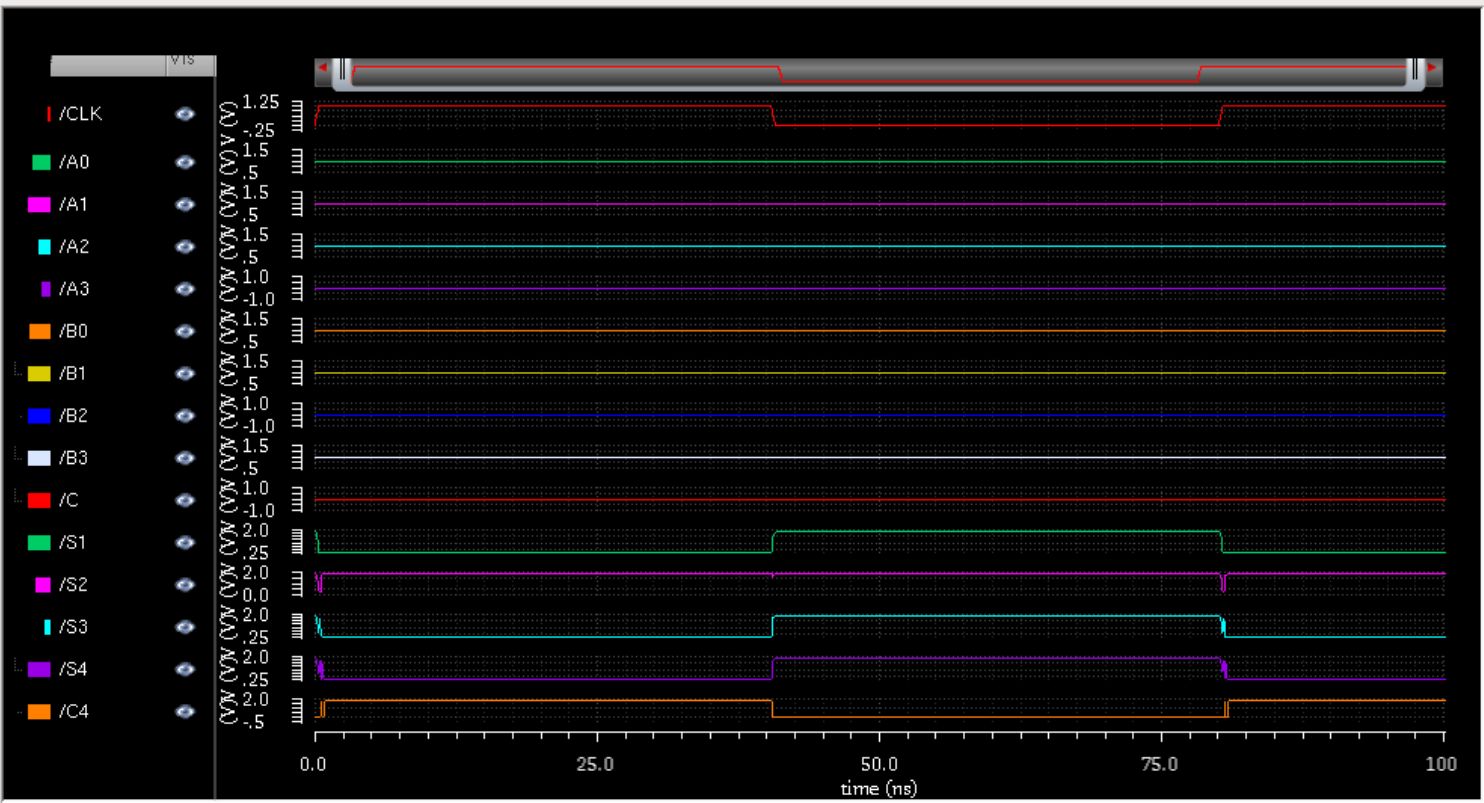 VIS
/CLK
(V) 1.25
-.25
/A0
(V) 1.5
.5
/A1
(V) 1.5
.5
/A2
(V) 1.5
.5
/A3
(V) 1.0
-1.0
/B0
(V) 1.5
.5
/B1
(V) 1.5
.5
/B2
(V) 1.0
-1.0
/B3
(V) 1.5
.5
/C
(V) 1.0
-1.0
/S1
(V) 2.0
.25
/S2
(V) 2.0
0.0
/S3
(V) 2.0
.25
/S4
(V) 2.0
.25
/C4
(V) 2.0
-.5
0.0 25.0 50.0 75.0 100
time (ns)